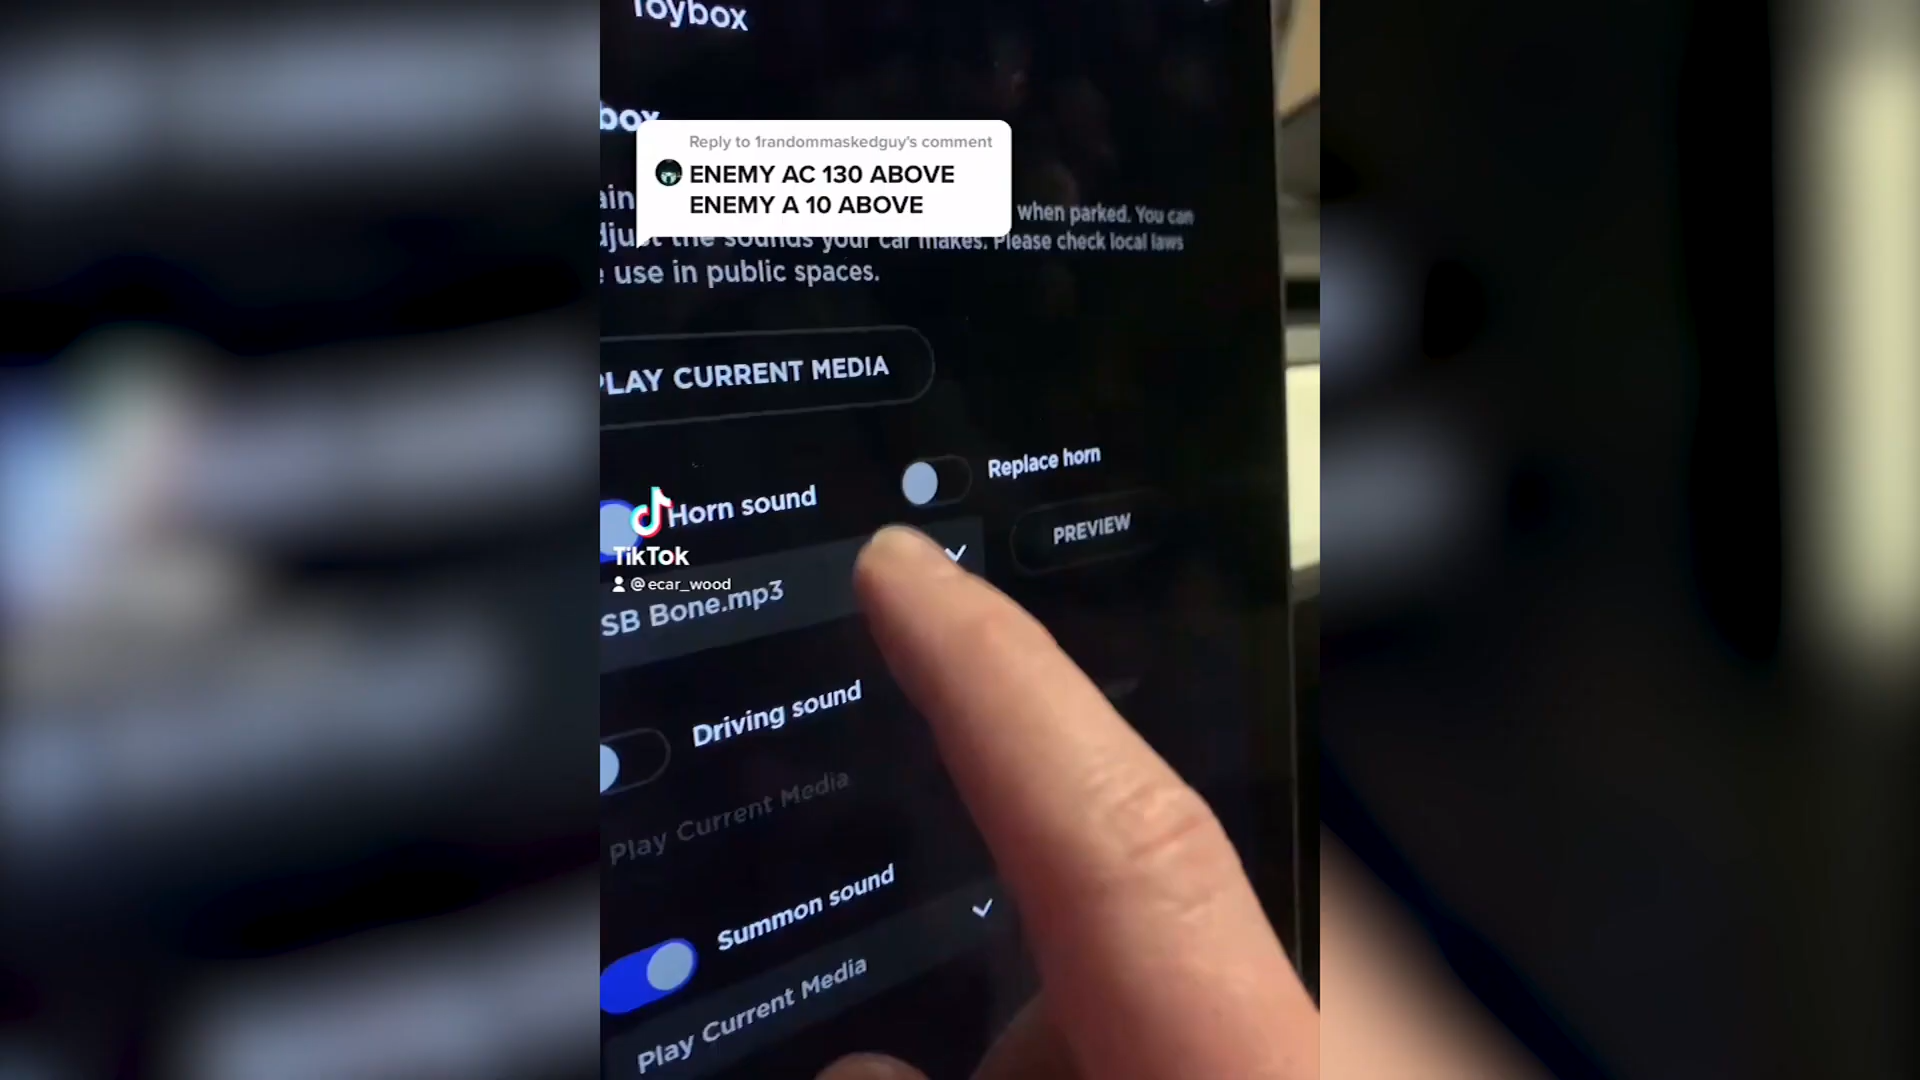 Toybox
box
Reply to 1randommaskedguy's comment
ENEMY AC 130 ABOVE
ENEMY A 10 ABOVE
when parked. You can
the sounds your car makes. Please check local laws
use in public spaces.
PLAY CURRENT MEDIA
Horn sound
Replace horn
PREVIEW
TikTok
@ecar_wood
SB Bone.mp3
Driving sound
Play Current Media
Summon sound
Play Current Media